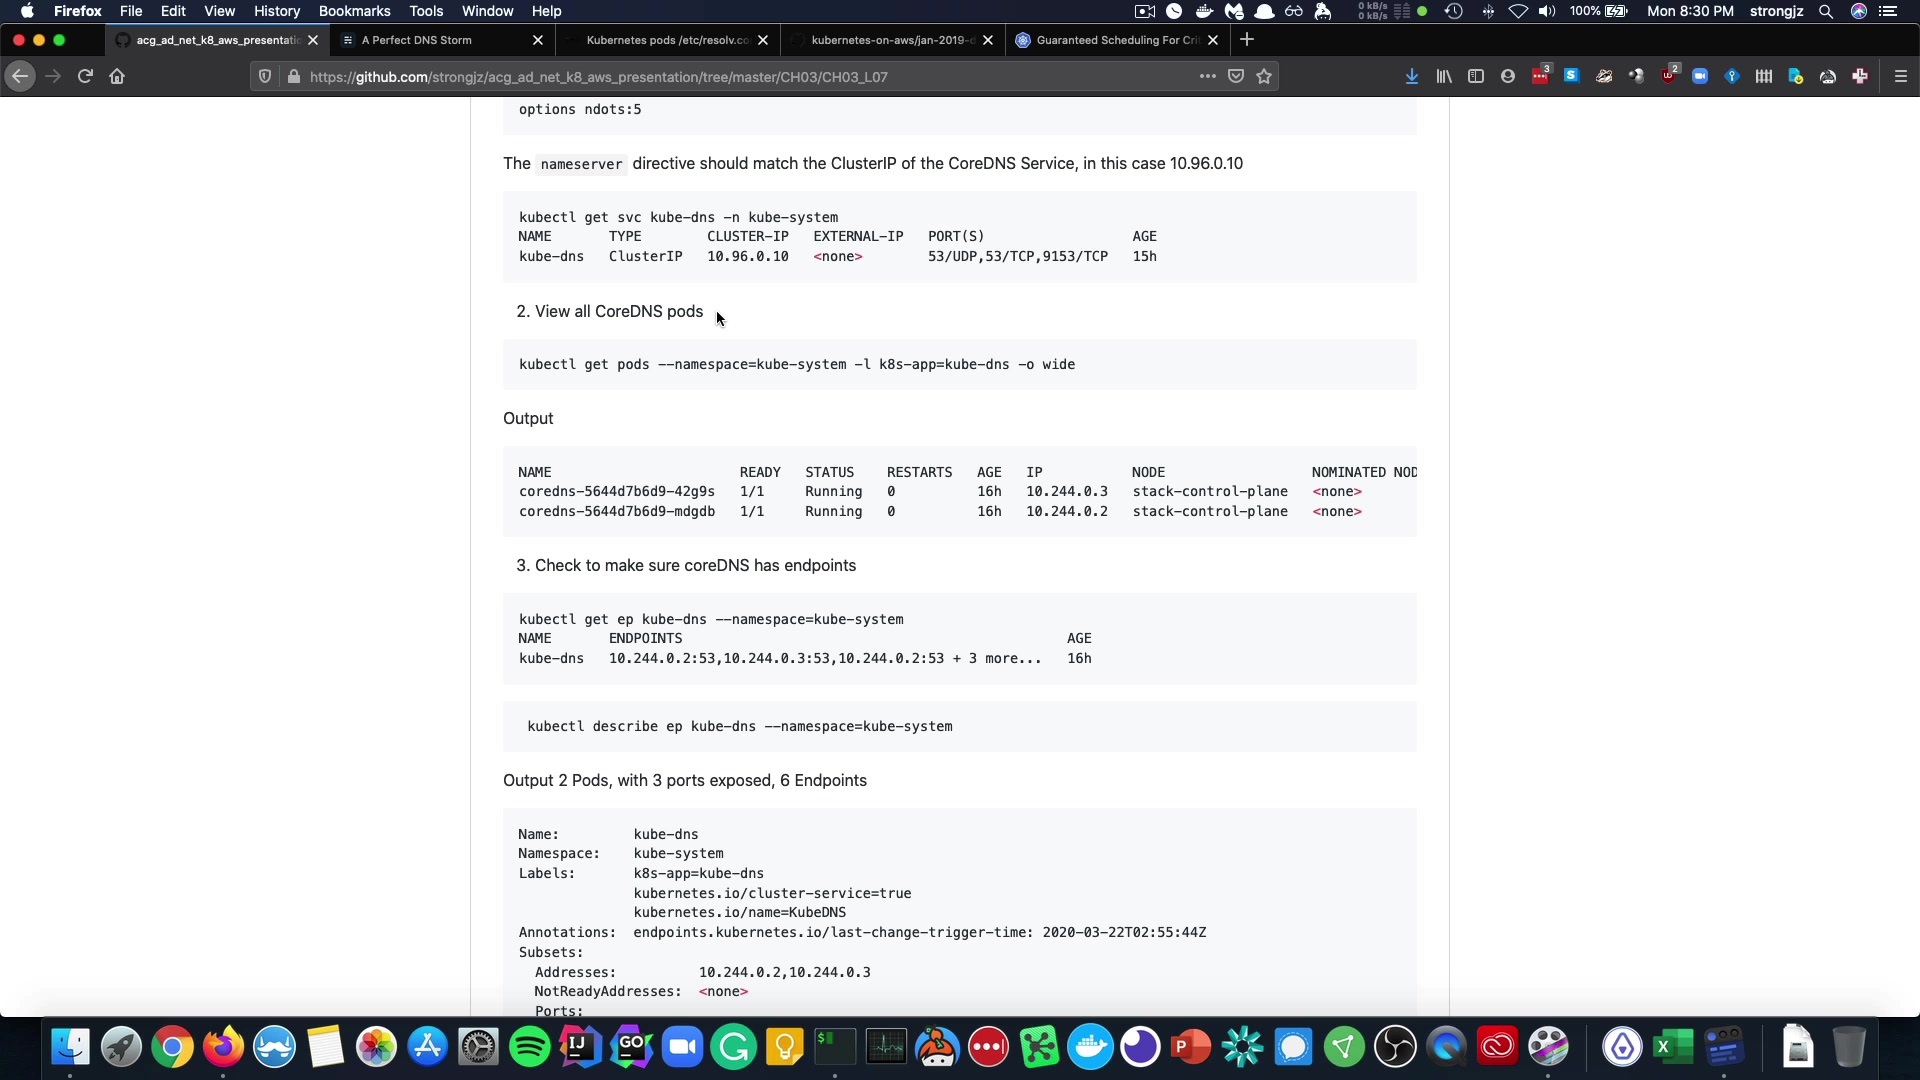 Firefox File Edit View History Bookmarks Tools Window Help
0 kB/s
0 kB/s
100% Mon 8:30 PM strongjz
acg_ad_net_k8_aws_presentatio
A Perfect DNS Storm
Kubernetes pods /etc/resolv.co
kubernetes-on-aws/jan-2019-d
Guaranteed Scheduling For Crit
https://github.com/strongjz/acg_ad_net_k8_aws_presentation/tree/master/CH03/CH03_L07
3
2
options ndots:5
The nameserver directive should match the ClusterIP of the CoreDNS Service, in this case 10.96.0.10
kubectl get svc kube-dns -n kube-system
NAME TYPE CLUSTER-IP EXTERNAL-IP PORT(S) AGE
kube-dns ClusterIP 10.96.0.10 <none> 53/UDP,53/TCP,9153/TCP 15h
2. View all CoreDNS pods
kubectl get pods --namespace=kube-system -l k8s-app=kube-dns -o wide
Output
NAME READY STATUS RESTARTS AGE IP NODE NOMINATED NOD
coredns-5644d7b6d9-42g9s 1/1 Running 0 16h 10.244.0.3 stack-control-plane <none>
coredns-5644d7b6d9-mdgdb 1/1 Running 0 16h 10.244.0.2 stack-control-plane <none>
3. Check to make sure coreDNS has endpoints
kubectl get ep kube-dns --namespace=kube-system
NAME ENDPOINTS AGE
kube-dns 10.244.0.2:53,10.244.0.3:53,10.244.0.2:53 + 3 more... 16h
kubectl describe ep kube-dns --namespace=kube-system
Output 2 Pods, with 3 ports exposed, 6 Endpoints
Name: kube-dns
Namespace: kube-system
Labels: k8s-app=kube-dns
kubernetes.io/cluster-service=true
kubernetes.io/name=KubeDNS
Annotations: endpoints.kubernetes.io/last-change-trigger-time: 2020-03-22T02:55:44Z
Subsets:
Addresses: 10.244.0.2,10.244.0.3
NotReadyAddresses: <none>
Ports: